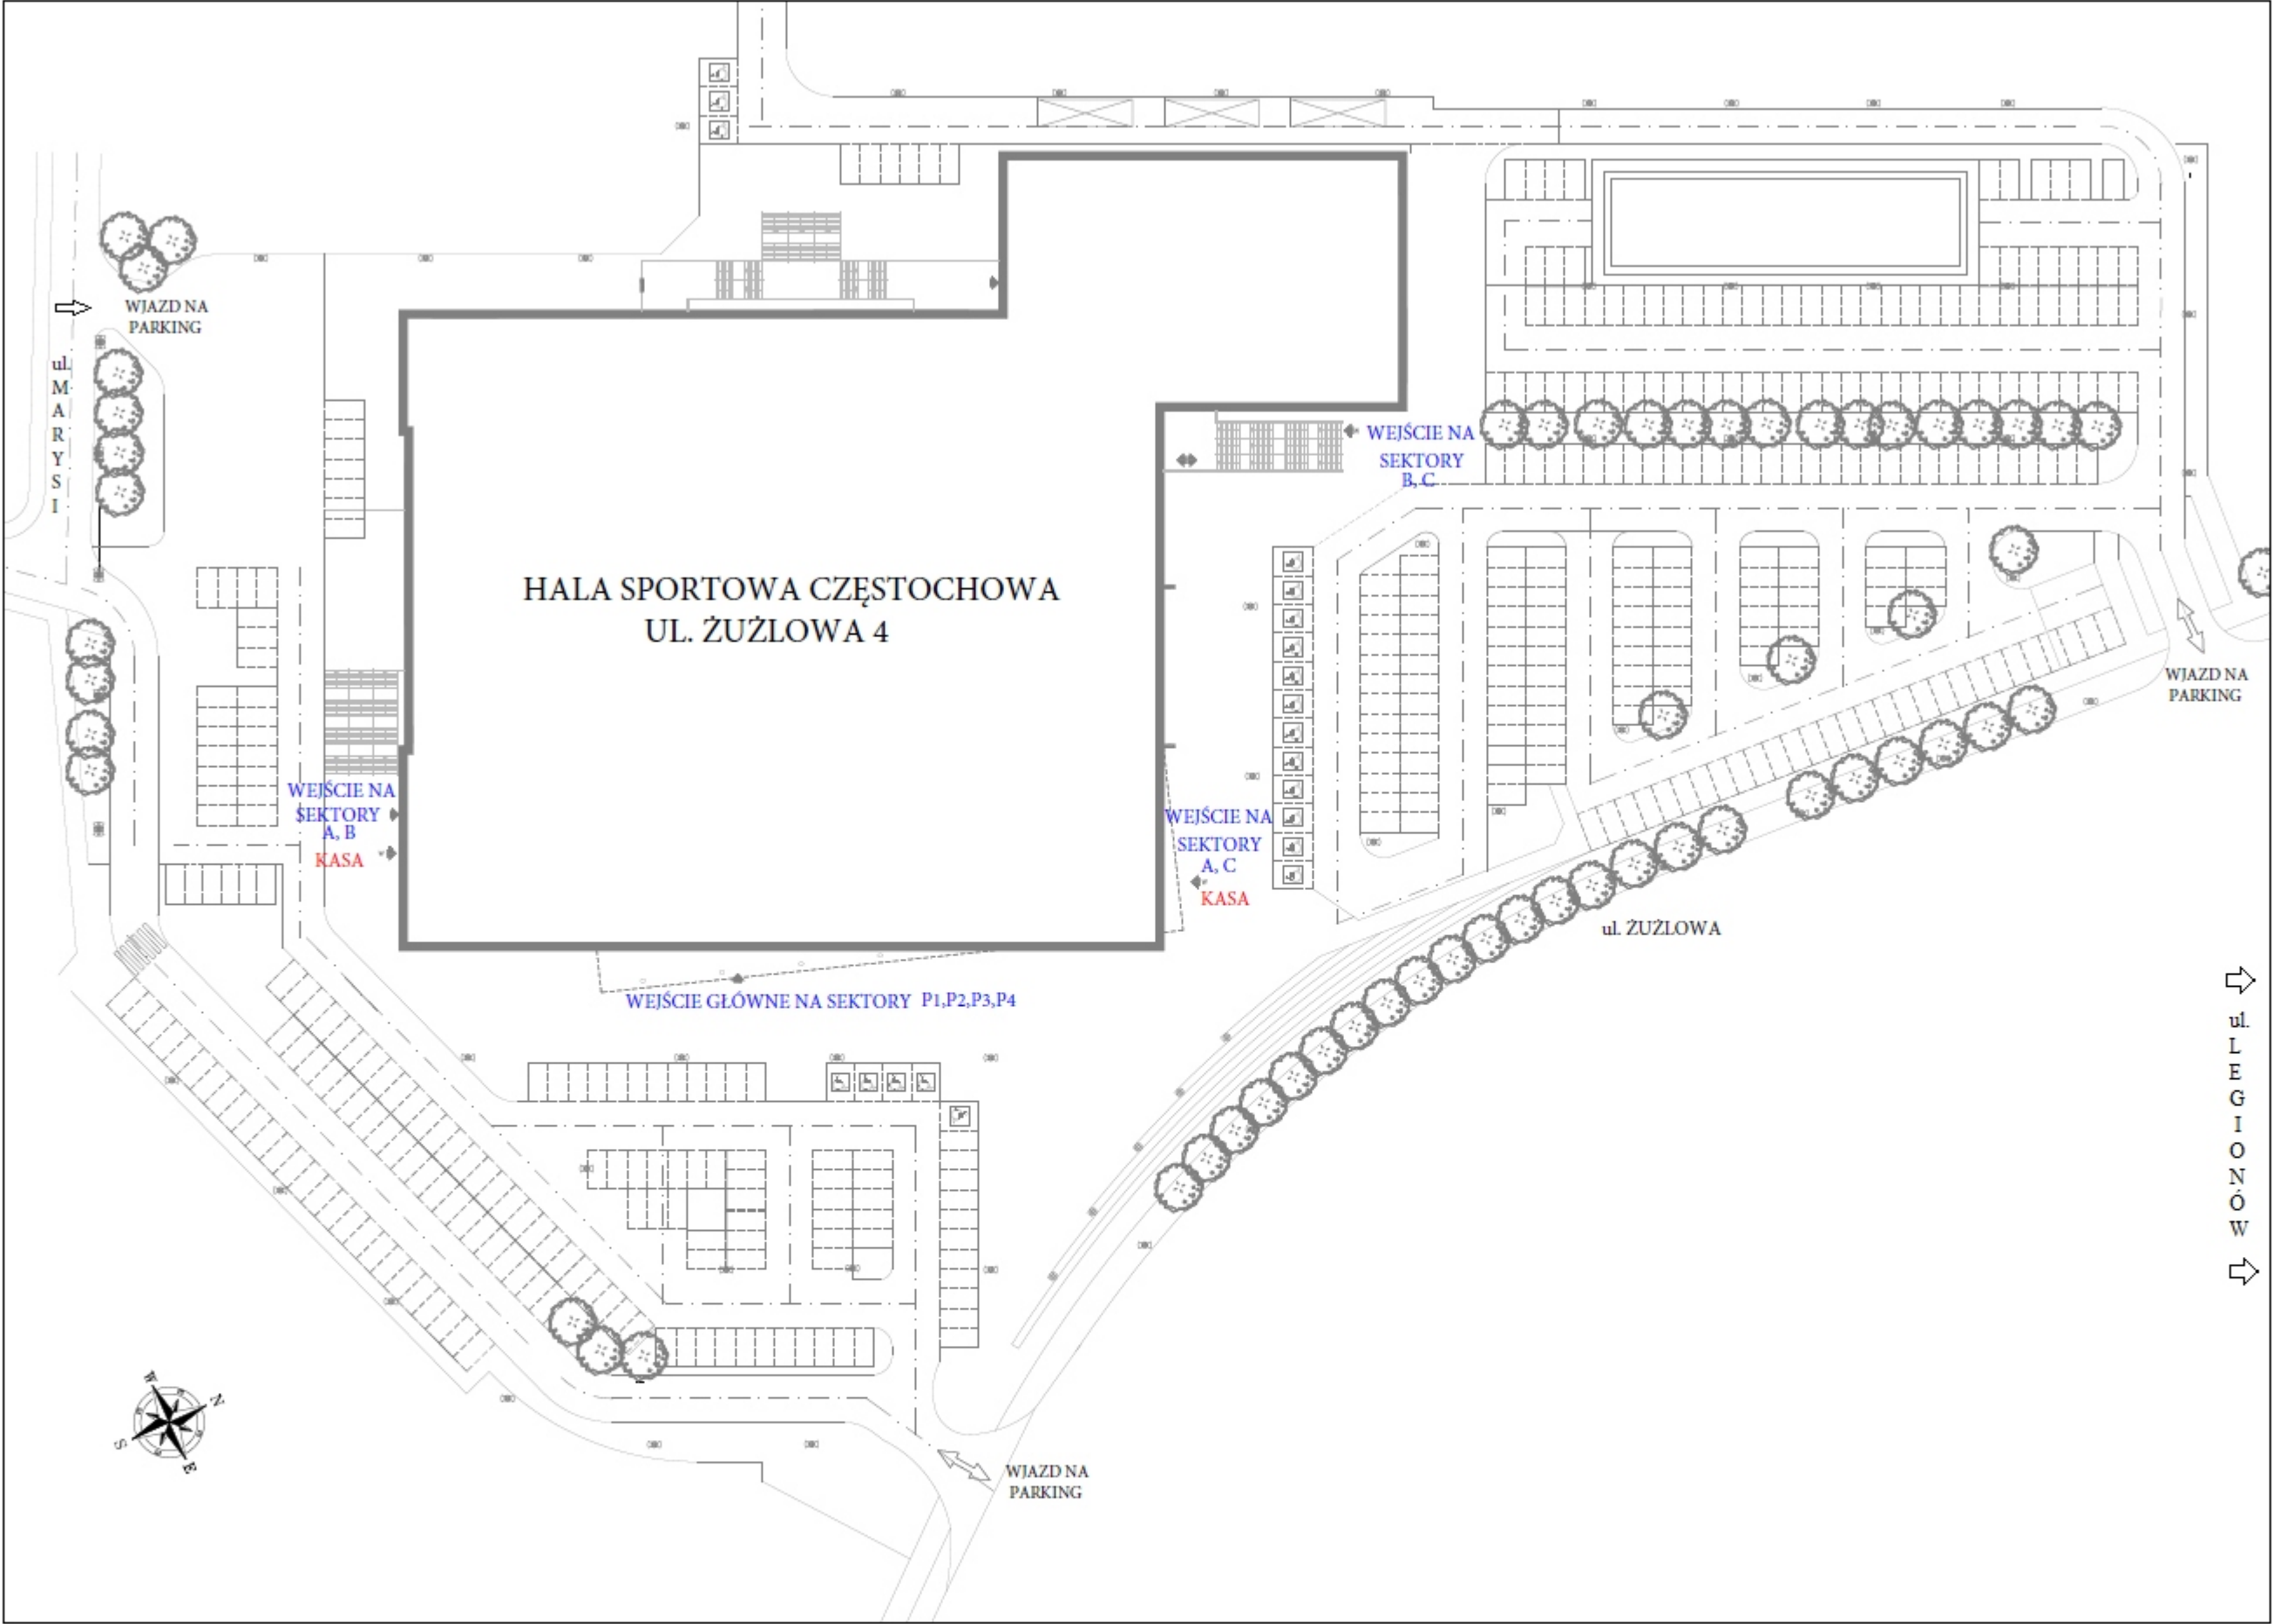 WJAZD NA
PARKING
ul.
M
A
R
Y
S
I
WEJŚCIE NA
SEKTORY
B, C
HALA SPORTOWA CZĘSTOCHOWA
UL. ŻUŻLOWA 4
WJAZD NA
PARKING
WEJŚCIE NA
SEKTORY
A, B
KASA
WEJŚCIE NA
SEKTORY
A, C
KASA
ul. ŻUŻLOWA
WEJŚCIE GŁÓWNE NA SEKTORY P1,P2,P3,P4
ul.
L
E
G
I
O
N
Ó
W
W
N
S
E
WJAZD NA
PARKING